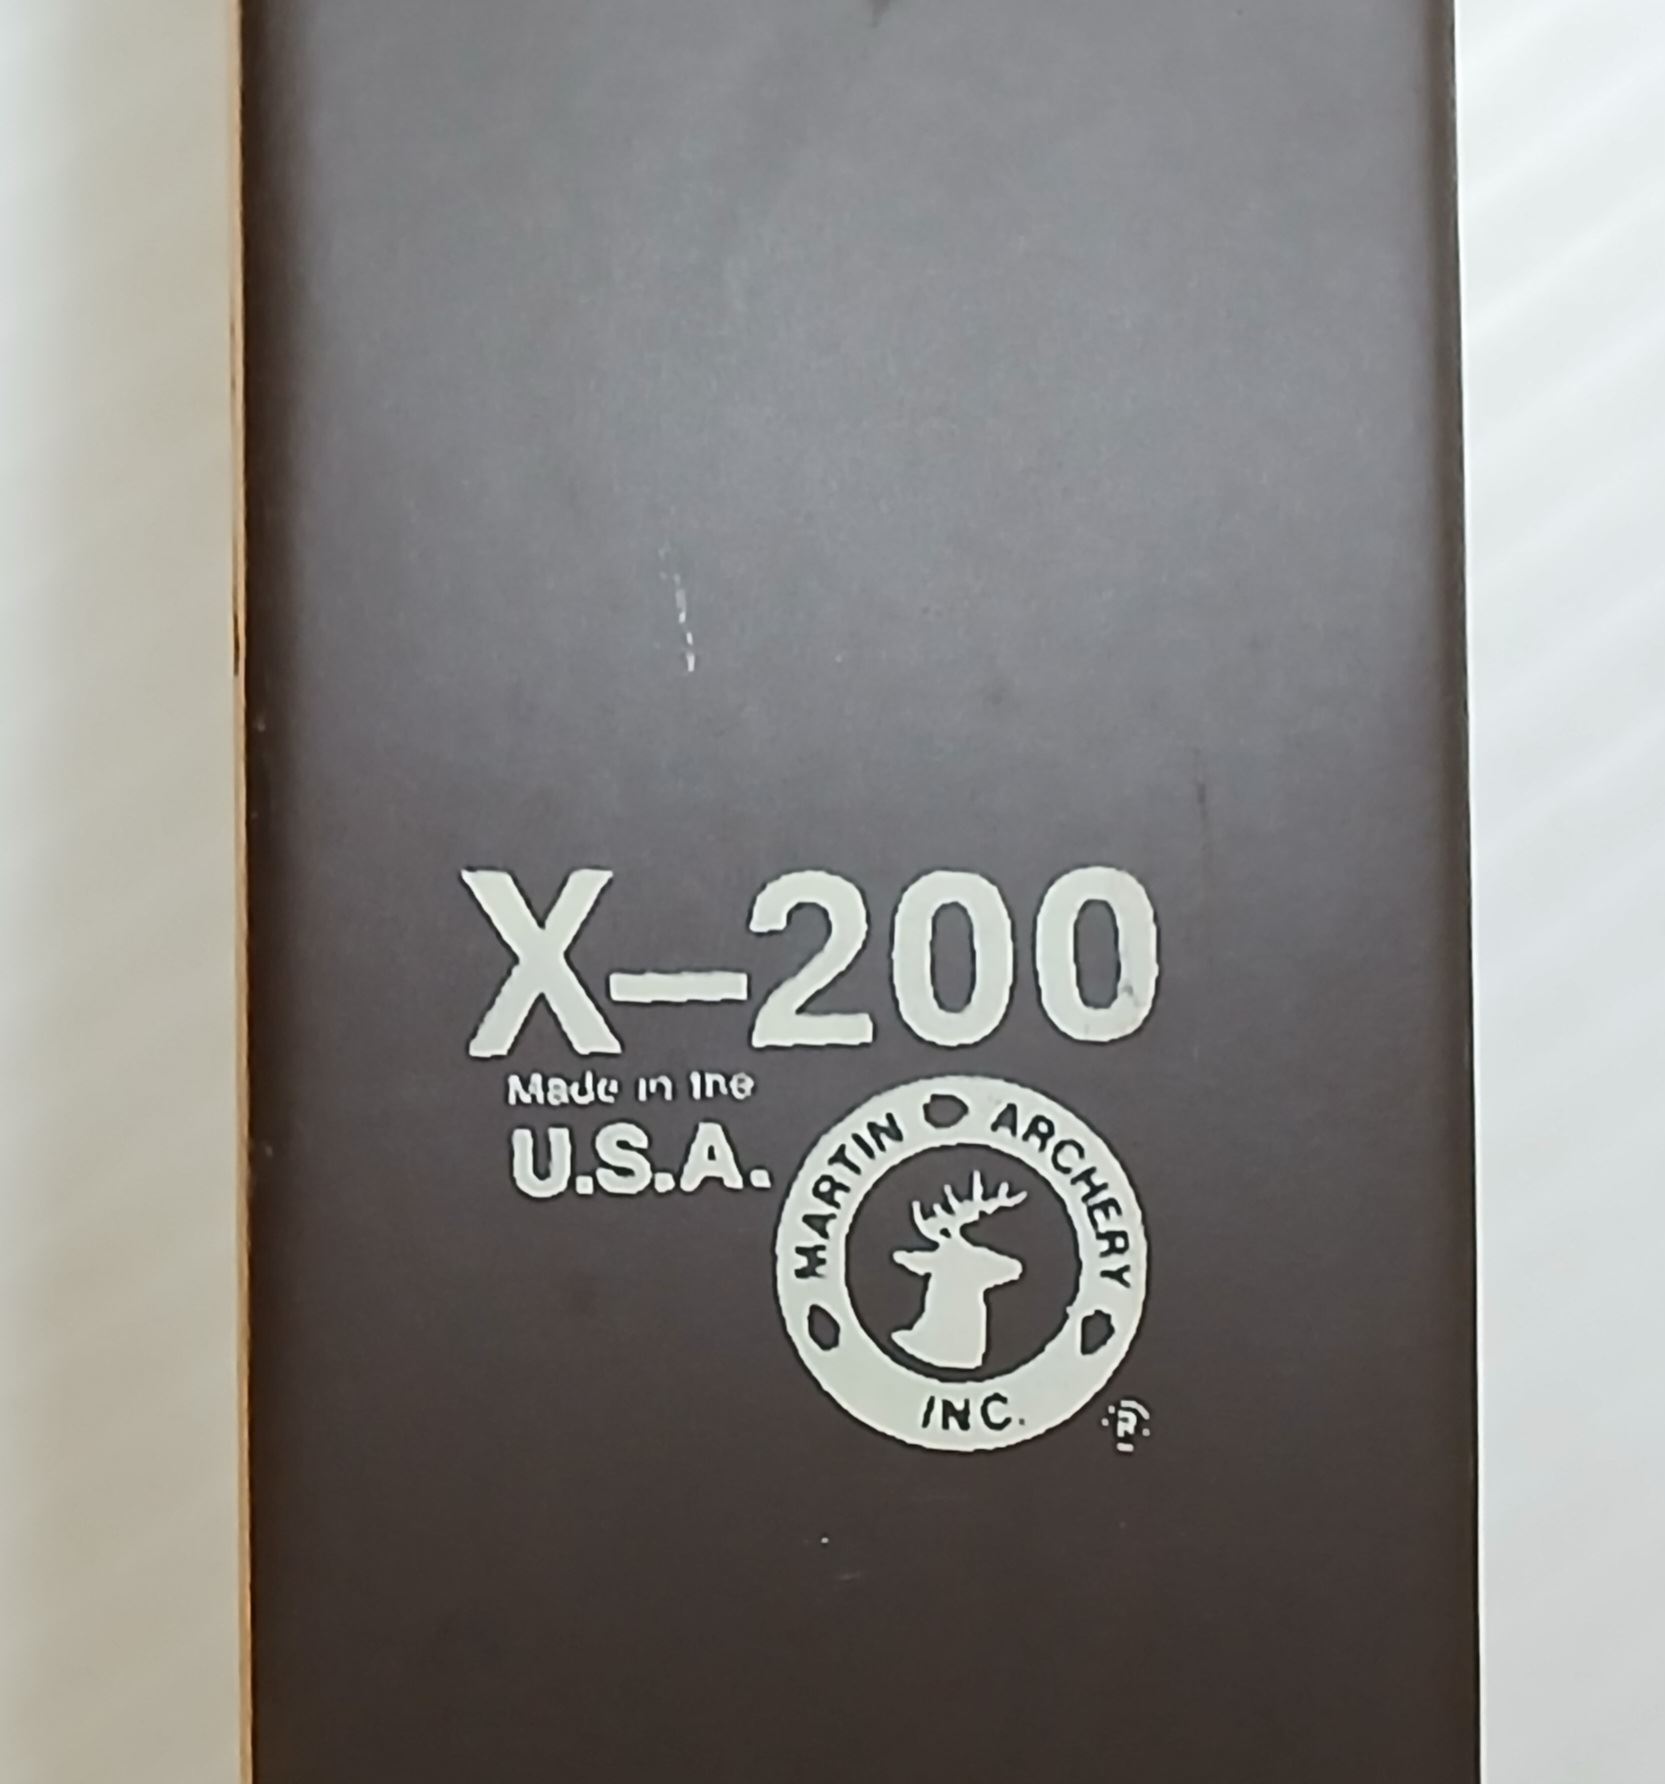 X-200
Made in the
U.S.A.
MARTIN ARCHERY
INC.
®